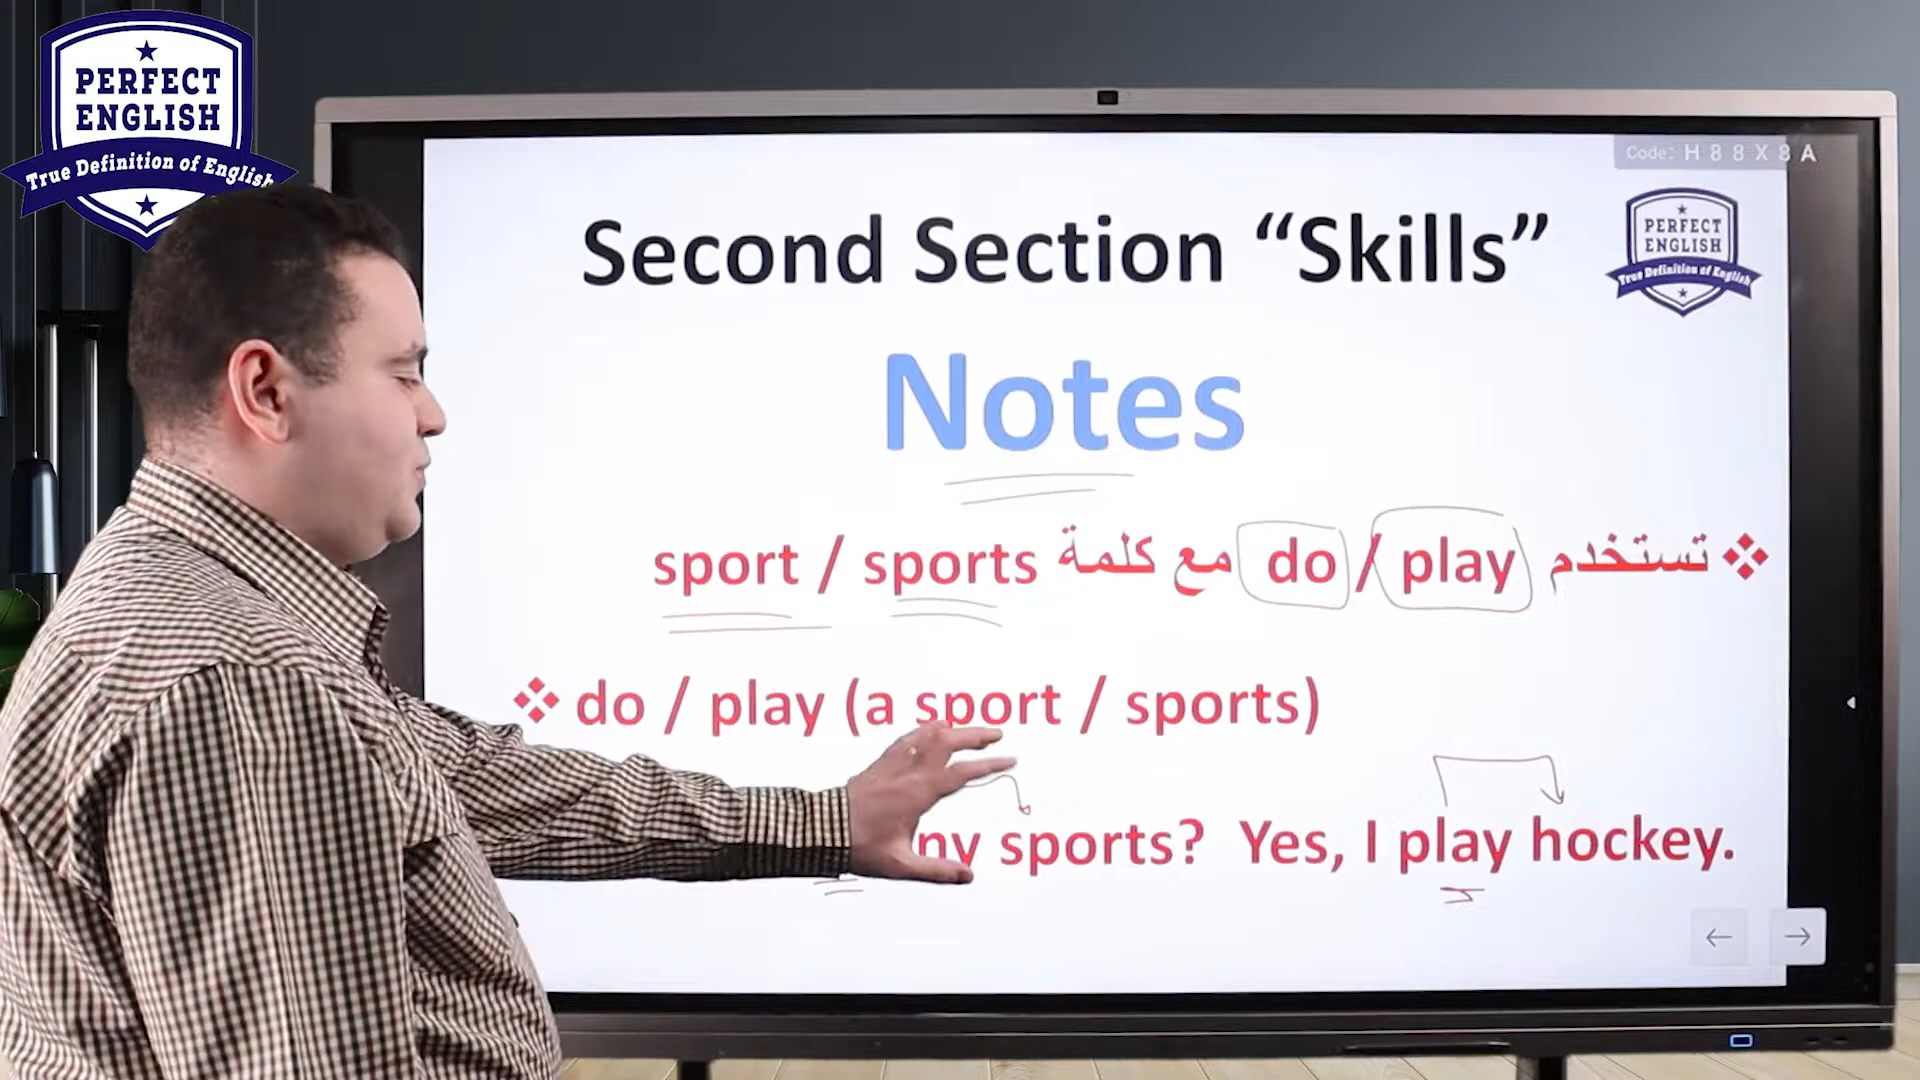 PERFECT
ENGLISH
True Definition of English
Code: H 8 8 X 8 A
Second Section “Skills”
PERFECT
ENGLISH
True Definition of English
Notes
❖ تستخدم do / play مع كلمة sport / sports
❖ do / play (a sport / sports)
sports? Yes, I play hockey.